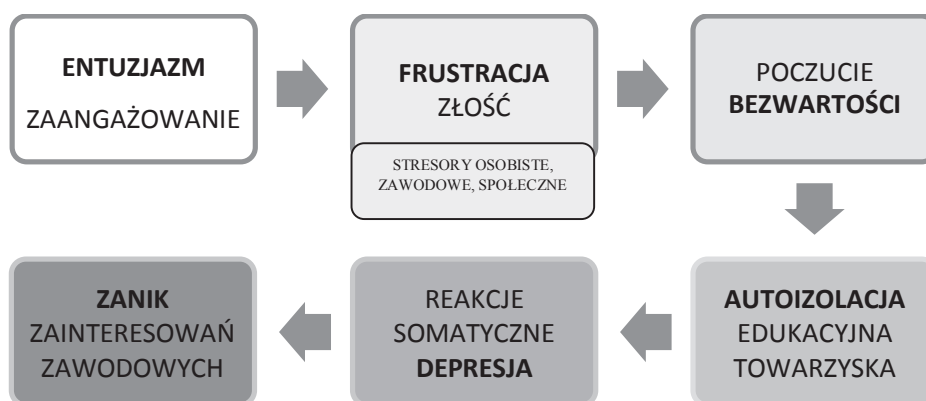 ENTUZJAZM
ZAANGAŻOWANIE
FRUSTRACJA
ZŁOŚĆ
STRESORY OSOBISTE,
ZAWODOWE, SPOŁECZNE
POCZUCIE
BEZWARTOŚCI
AUTOIZOLACJA
EDUKACYJNA
TOWARZYSKA
REAKCJE
SOMATYCZNE
DEPRESJA
ZANIK
ZAINTERESOWAŃ
ZAWODOWYCH